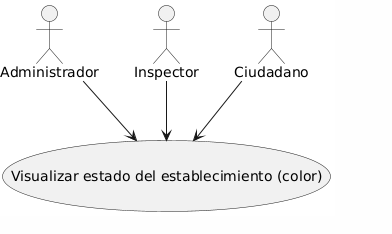 Administrador
Inspector
Ciudadano
Visualizar estado del establecimiento (color)